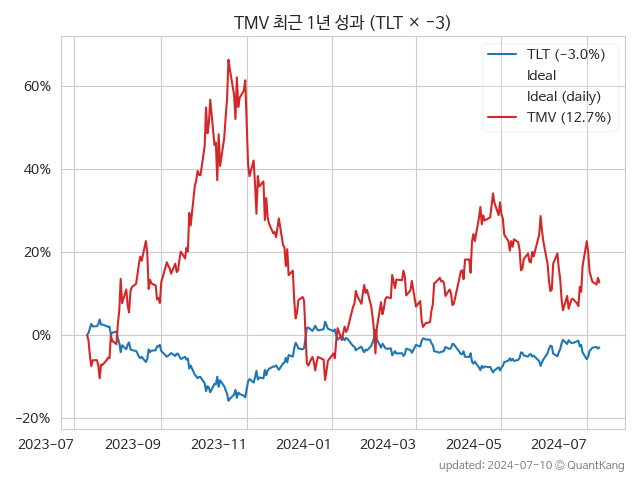 TMV 최근 1년 성과 (TLT × −3)
TLT (−3.0%)
Ideal
Ideal (daily)
TMV (12.7%)
60%
40%
20%
0%
−20%
2023−07 2023−09 2023−11 2024−01 2024−03 2024−05 2024−07
updated: 2024-07-10 © QuantKang